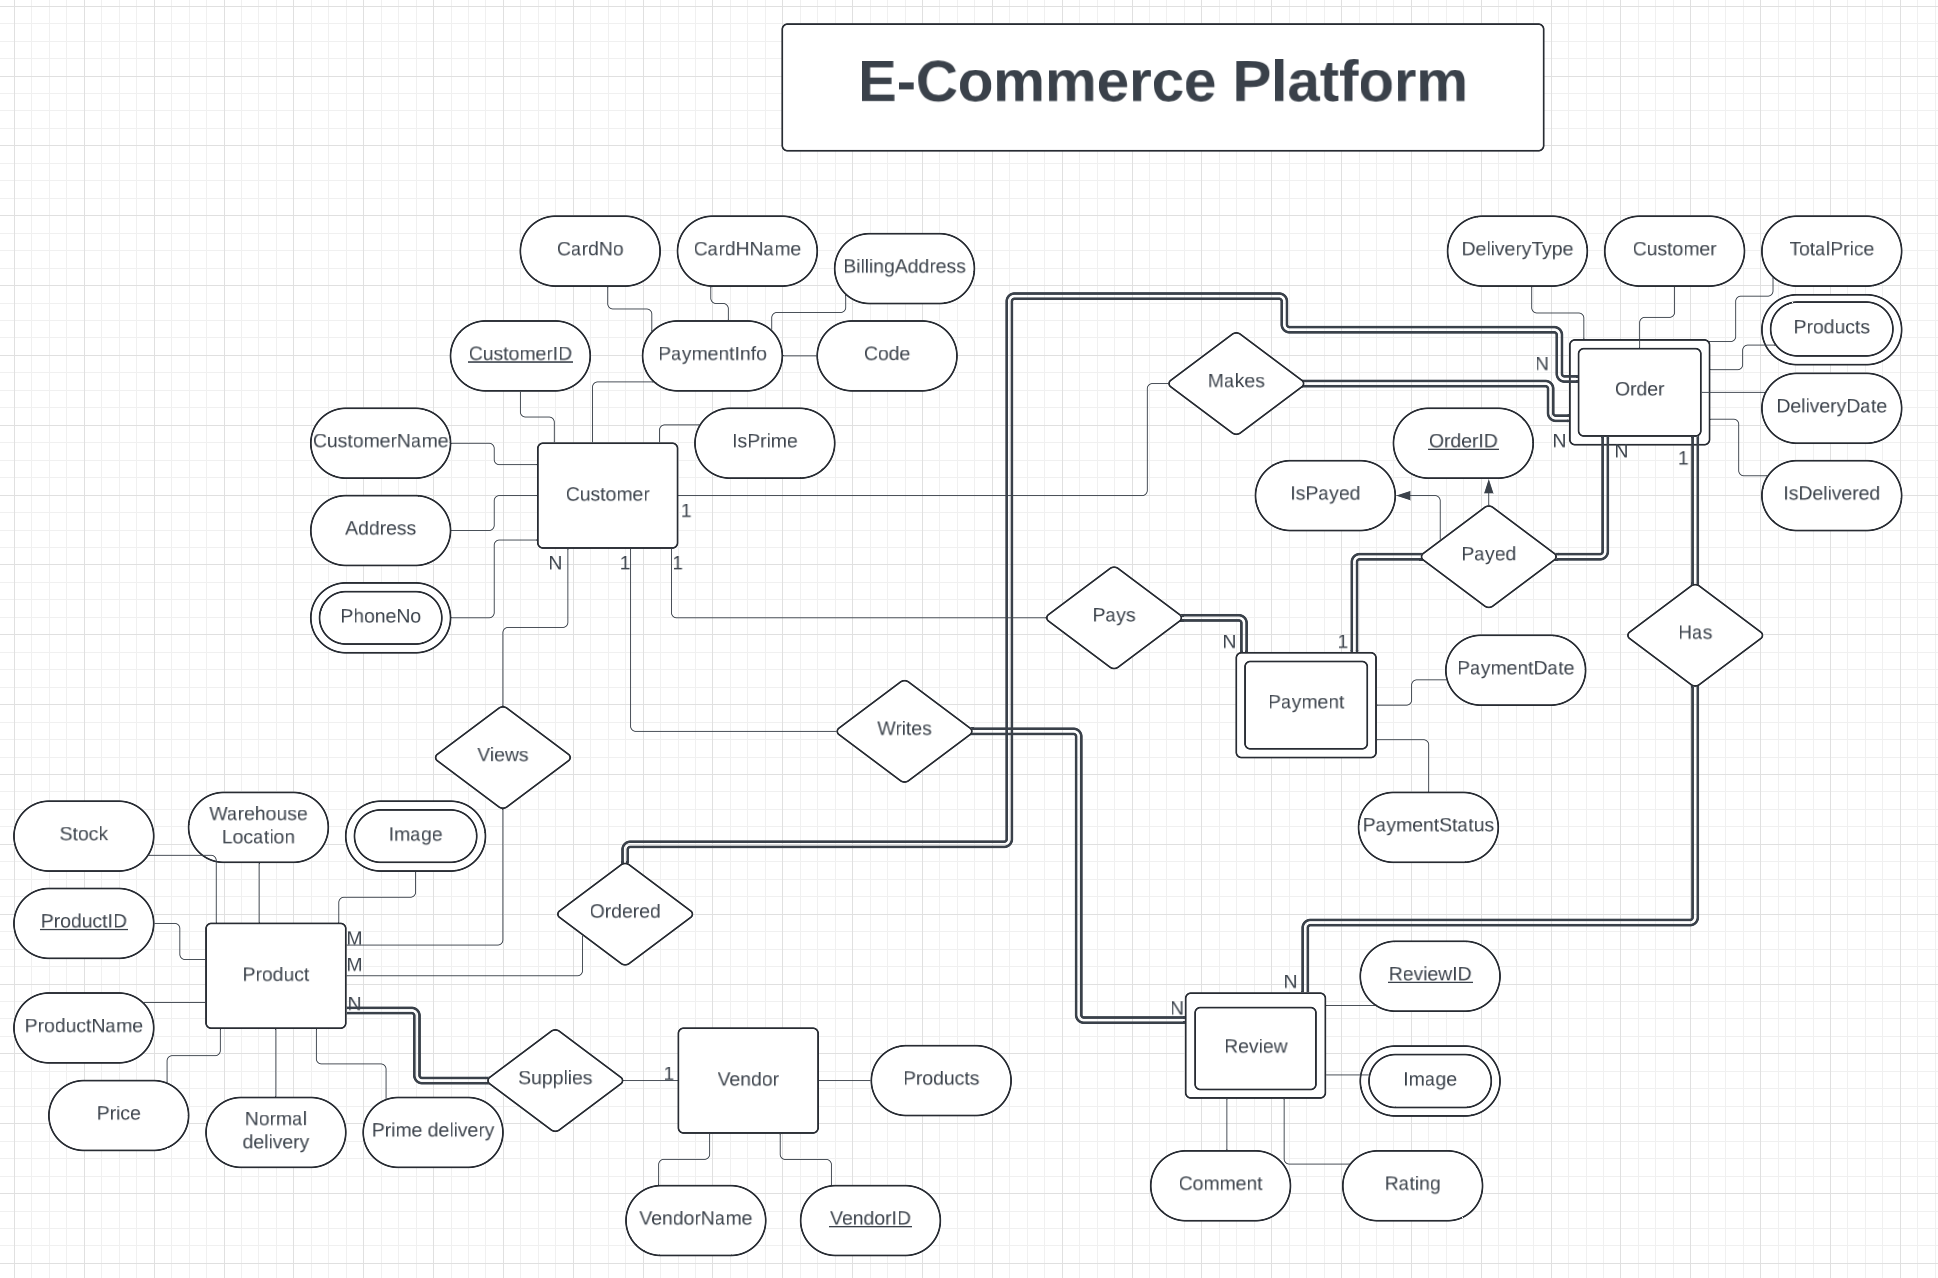 E-Commerce Platform
CardNo
CardHName
BillingAddress
DeliveryType
Customer
TotalPrice
CustomerID
PaymentInfo
Code
Makes
N
Order
Products
CustomerName
IsPrime
OrderID
N
N
1
DeliveryDate
Customer
1
IsPayed
IsDelivered
Address
N
1
1
Payed
PhoneNo
Pays
N
1
Has
Views
Writes
Payment
PaymentDate
PaymentStatus
Stock
Warehouse
Location
Image
ProductID
Ordered
Product
M
M
N
N
N
ReviewID
ProductName
Review
Supplies
1
Vendor
Products
Image
Price
Normal
delivery
Prime delivery
Comment
Rating
VendorName
VendorID